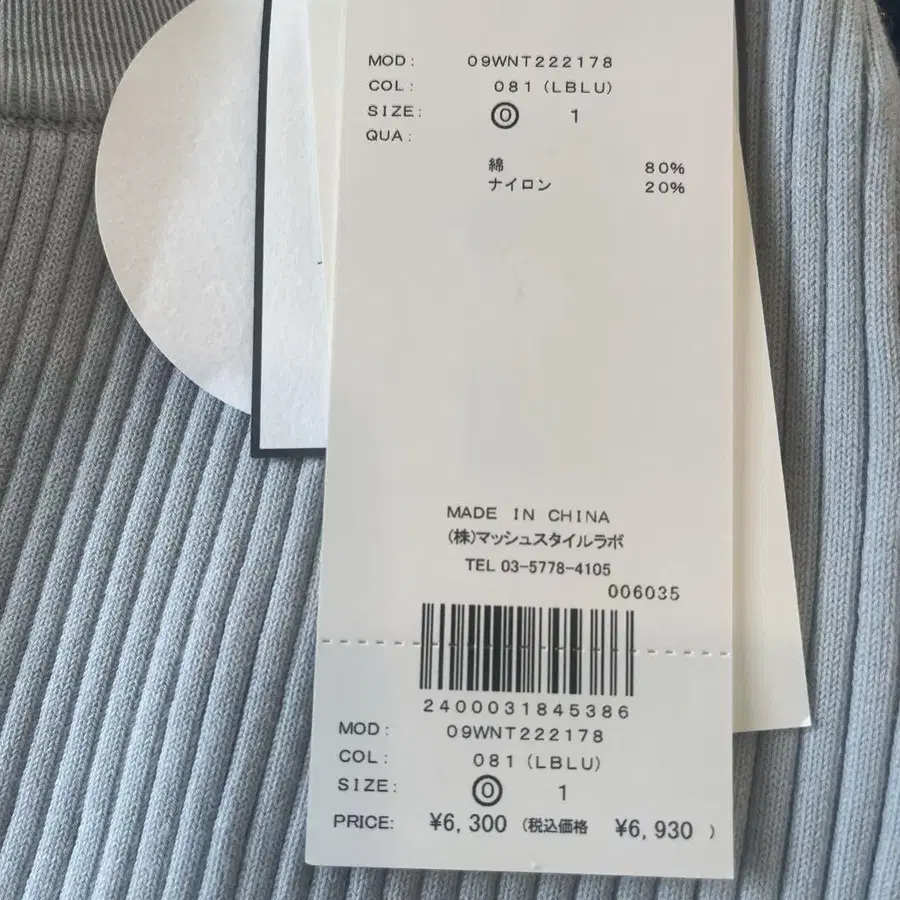 MOD: 09WNT222178
COL: 081 (LBLU)
SIZE: 0 1
QUA:
綿 80%
ナイロン 20%
MADE IN CHINA
(株)マッシュスタイルラボ
TEL 03-5778-4105
006035
2400031845386
MOD: 09WNT222178
COL: 081 (LBLU)
SIZE: 0 1
PRICE: ¥6,300 (税込価格 ¥6,930 )